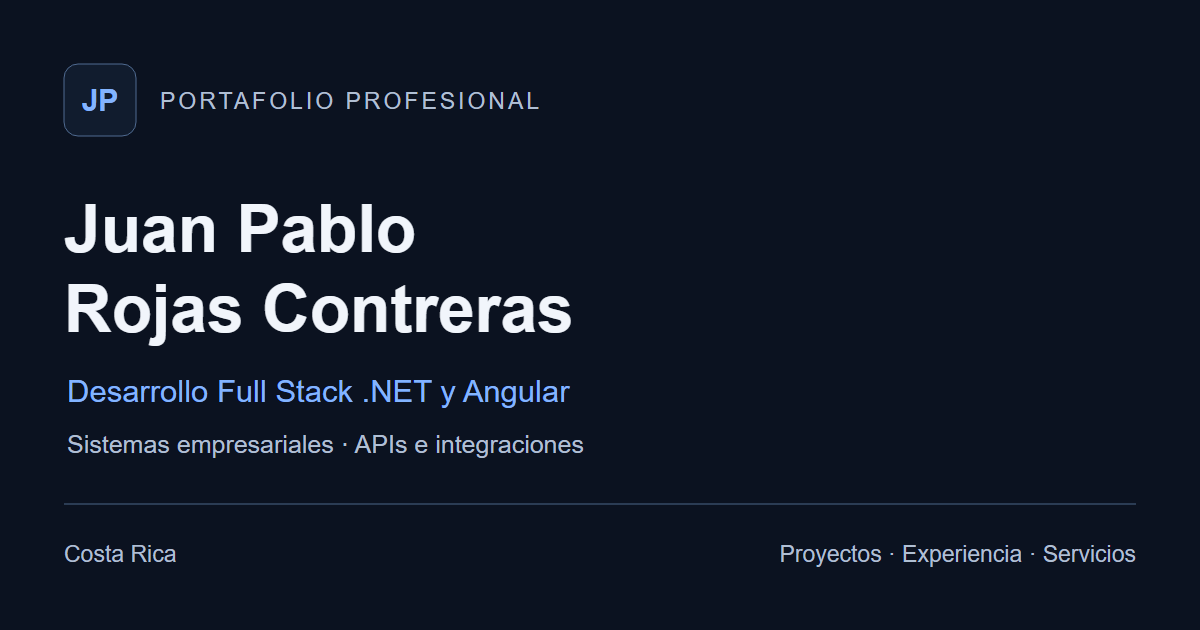 JP
PORTAFOLIO PROFESIONAL
Juan Pablo
Rojas Contreras
Desarrollo Full Stack .NET y Angular
Sistemas empresariales · APIs e integraciones
Costa Rica
Proyectos · Experiencia · Servicios